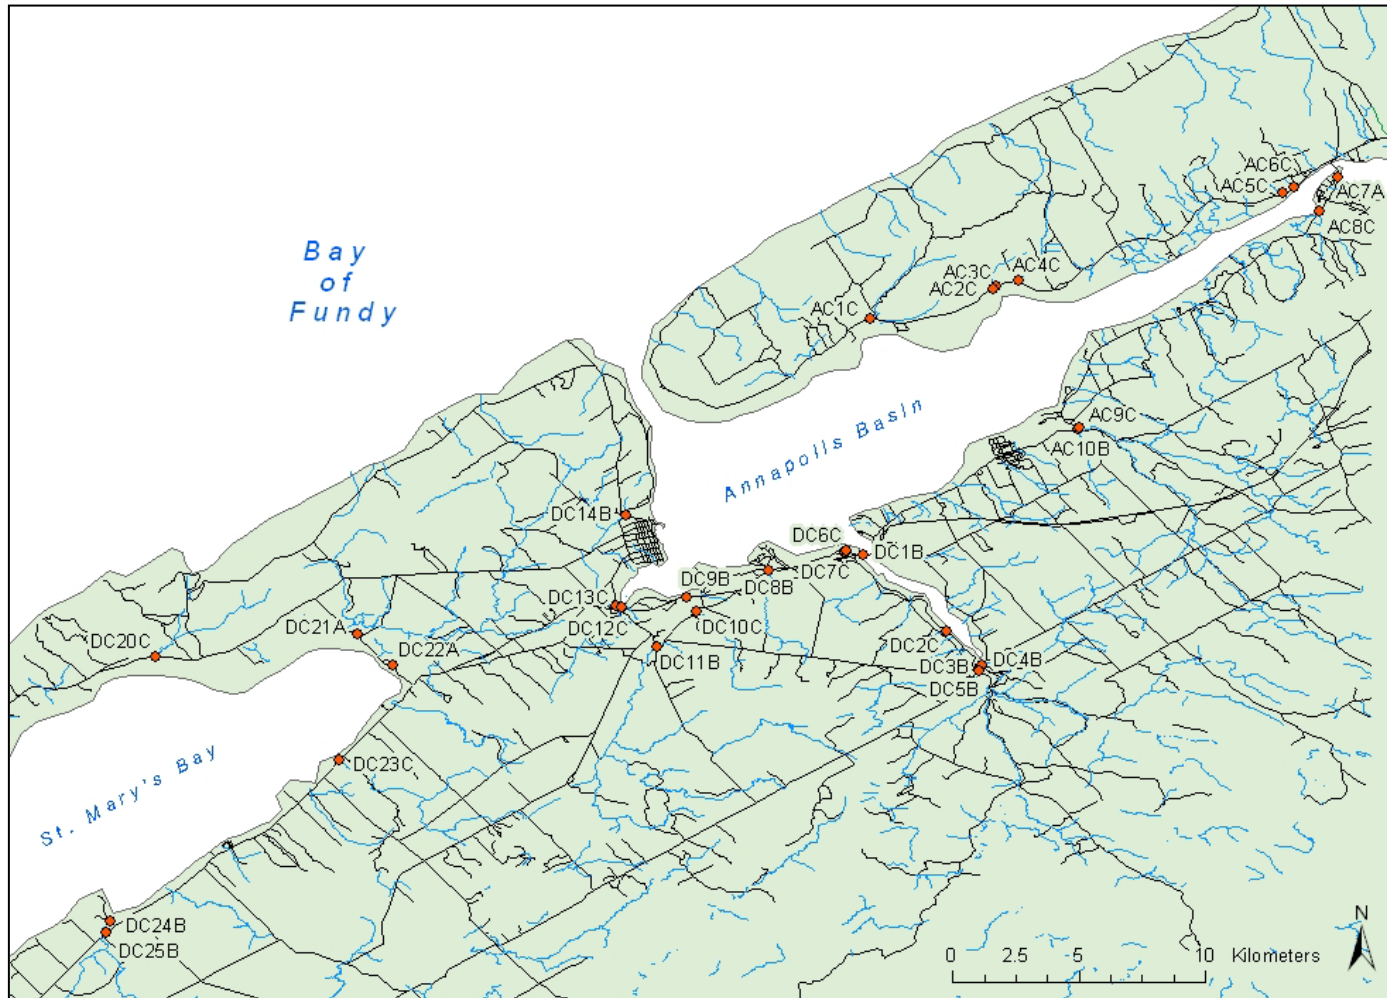 Bay
of
Fundy
AC6C
AC5C
AC7A
AC8C
AC3C
AC4C
AC2C
AC1C
Annapolis Basin
AC9C
AC10B
DC14B
DC6C
DC1B
DC7C
DC9B
DC8B
DC13C
DC10C
DC12C
DC21A
DC20C
DC22A
DC11B
DC2C
DC3B
DC4B
DC5B
DC23C
St. Mary's Bay
DC24B
DC25B
N
0 2.5 5 10 Kilometers